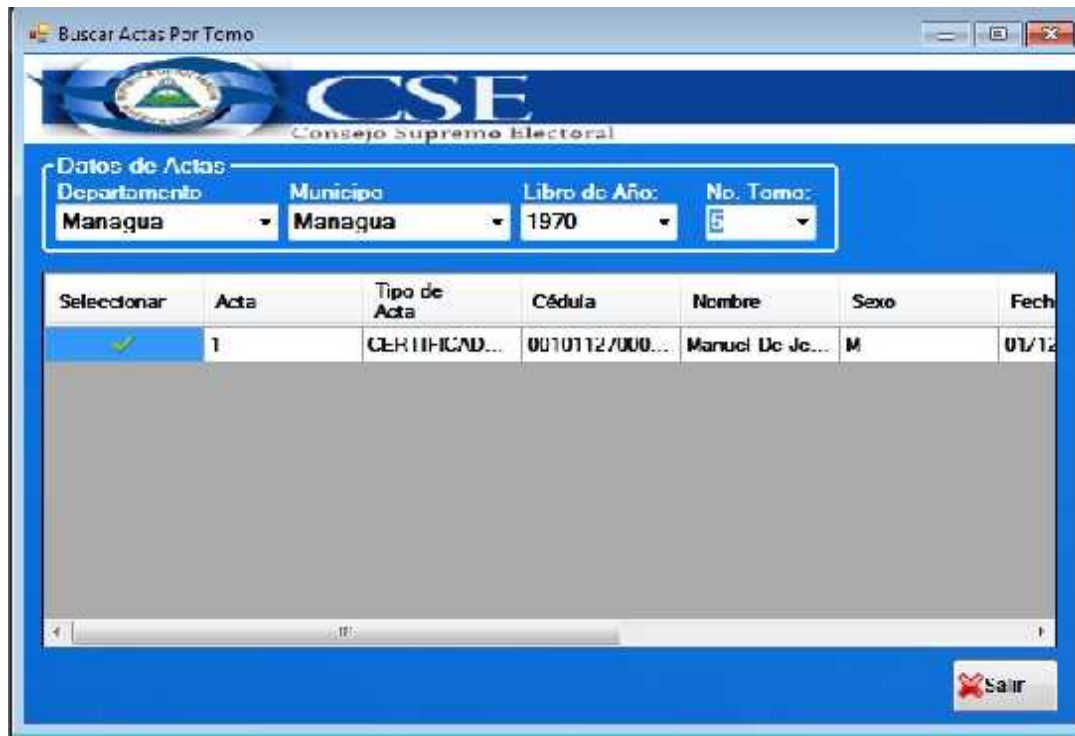 Buscar Actas Por Tomo
CSE
Consejo Supremo Electoral
Datos de Actas
Departamento Municipo Libro de Año: No. Tomo:
Managua Managua 1970 5
Seleccionar Acta Tipo de Acta Cédula Nombre Sexo Fech
1 CERTIFICAD... 00101127000... Manuel De Je... M 01/12
Salir